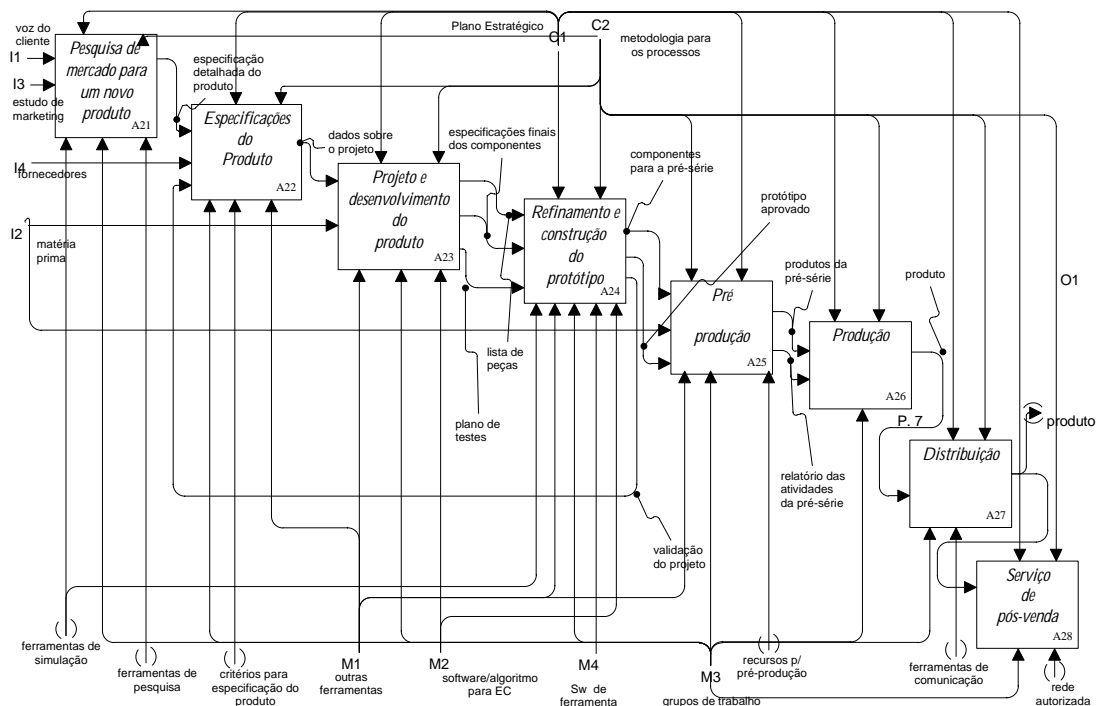 voz do
cliente
I1
I3
estudo de
marketing
Pesquisa de
mercado para
um novo
produto
A21
Plano Estratégico
C1
C2
metodologia para
os processos
especificação
detalhada do
produto
Especificações
do
Produto
A22
I4
fornecedores
dados sobre
o projeto
especificações finais
dos componentes
Projeto e
desenvolvimento
do
produto
A23
I2
matéria
prima
componentes
para a pré-série
Refinamento e
construção
do
protótipo
A24
protótipo
aprovado
Pré
produção
A25
produtos da
pré-série
produto
O1
Produção
A26
lista de
peças
plano de
testes
P. 7
produto
Distribuição
A27
relatório das
atividades
da pré-série
validação
do projeto
Serviço
de
pós-venda
A28
ferramentas de
simulação
ferramentas de
pesquisa
critérios para
especificação do
produto
M1
outras
ferramentas
M2
software/algoritmo
para EC
M4
Sw de
ferramenta
M3
grupos de trabalho
recursos p/
pré-produção
ferramentas de
comunicação
rede
autorizada